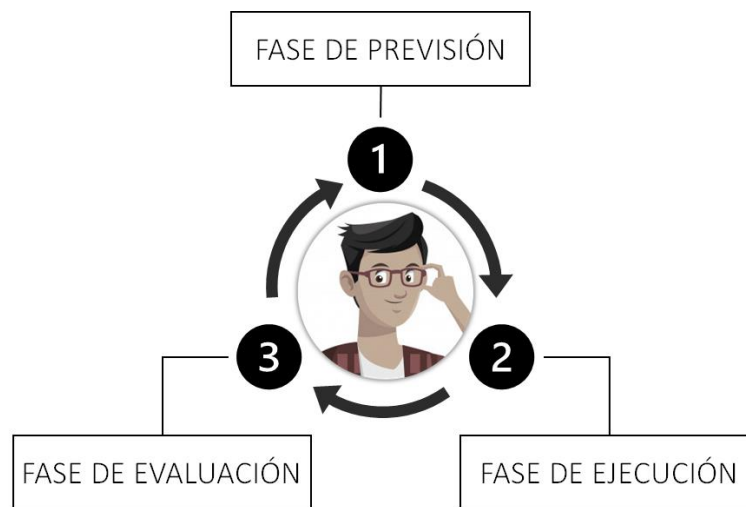 FASE DE PREVISIÓN
1
3
2
FASE DE EVALUACIÓN
FASE DE EJECUCIÓN